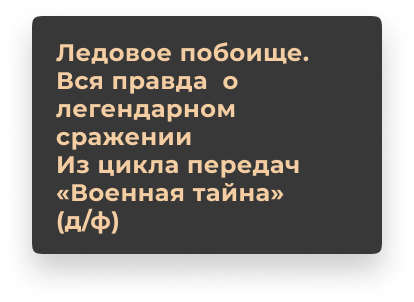 Ледовое побоище.
Вся правда  о
легендарном
сражении
Из цикла передач
«Военная тайна»
(д/ф)